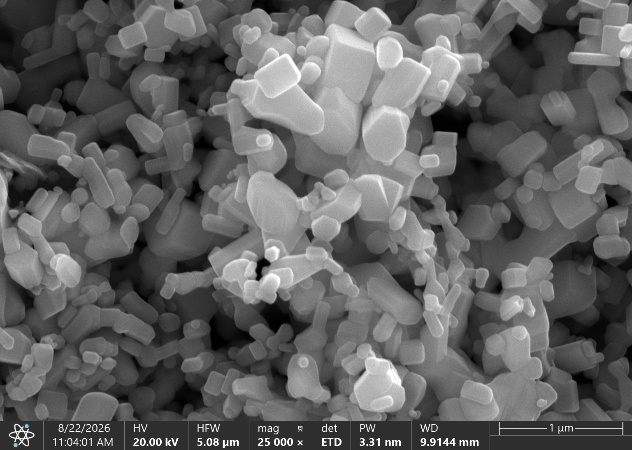 8/22/2026 HV HFW mag det PW WD 1 µm
11:04:01 AM 20.00 kV 5.08 µm 25 000 × ETD 3.31 nm 9.9144 mm